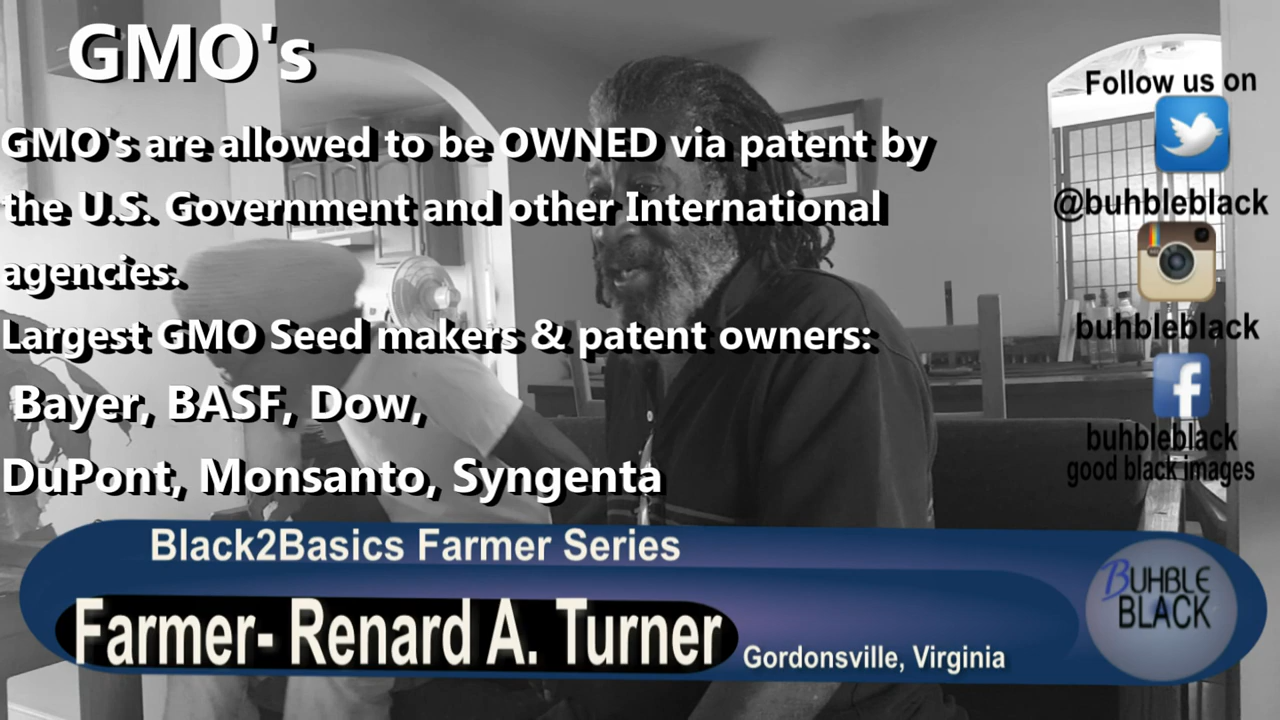 GMO's
GMO's are allowed to be OWNED via patent by
the U.S. Government and other International
agencies.
Largest GMO Seed makers & patent owners:
Bayer, BASF, Dow,
DuPont, Monsanto, Syngenta
Follow us on
@buhbleblack
buhbleblack
f
buhbleblack
good black images
Black2Basics Farmer Series
Farmer- Renard A. Turner
Gordonsville, Virginia
BUHBLE
BLACK